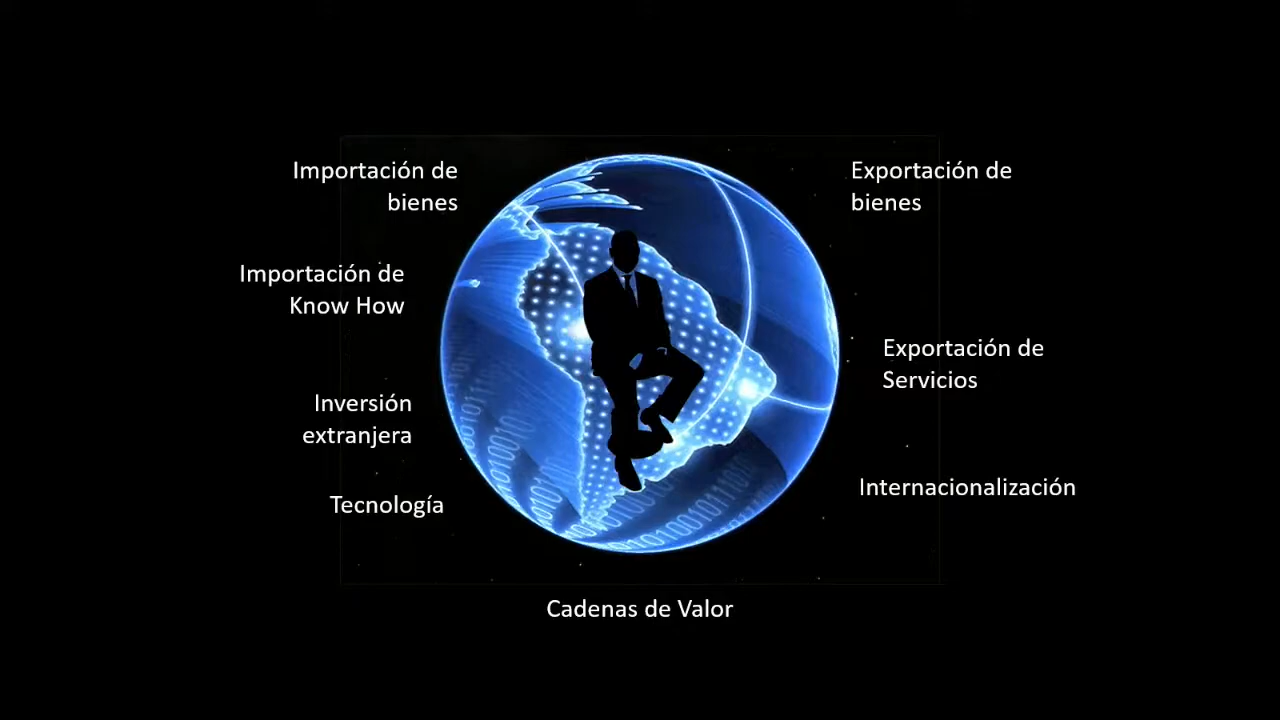 Importación de
bienes
Exportación de
bienes
Importación de
Know How
Exportación de
Servicios
Inversión
extranjera
Internacionalización
Tecnología
Cadenas de Valor